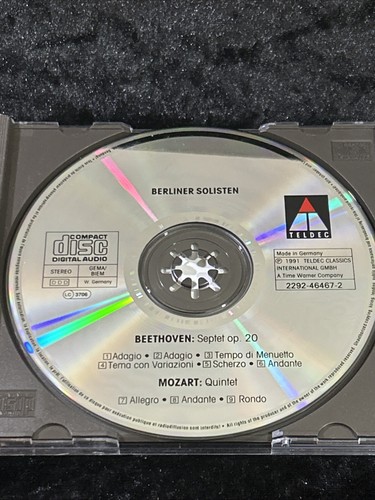 BERLINER SOLISTEN
COMPACT
disc
DIGITAL AUDIO
TELDEC
STEREO
GEMA/
BIEM
DDD
W. Germany
LC 3706
Made in Germany
Ⓟ 1991 TELDEC CLASSICS
INTERNATIONAL GMBH
A Time Warner Company
2292-46467-2
BEETHOVEN: Septet op. 20
1 Adagio • 2 Adagio • 3 Tempo di Menuetto
4 Tema con Variazioni • 5 Scherzo • 6 Andante
MOZART: Quintet
7 Allegro • 8 Andante • 9 Rondo